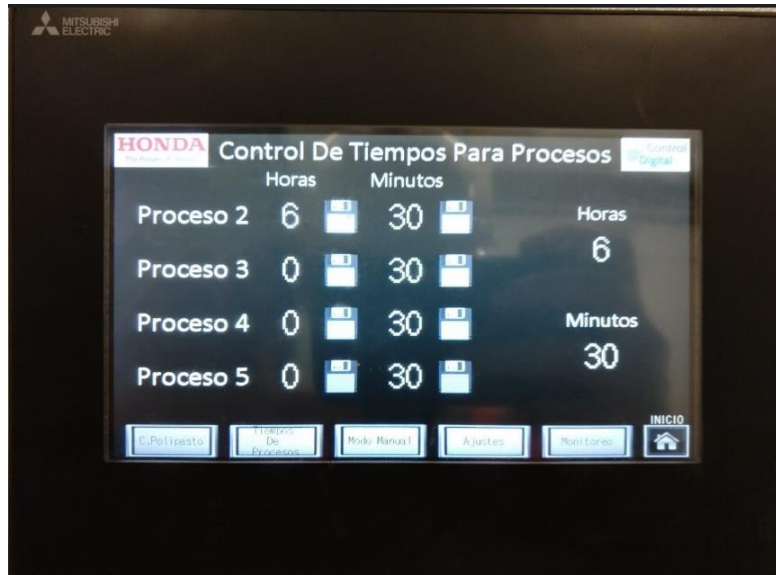 MITSUBISHI
ELECTRIC
HONDA
Control De Tiempos Para Procesos
Control
Digital
Horas Minutos
Proceso 2 6 30
Horas
6
Proceso 3 0 30
Proceso 4 0 30
Minutos
30
Proceso 5 0 30
INICIO
C.Polipasto
Tiempos
De
Procesos
Modo Manual
Ajustes
Monitoreo